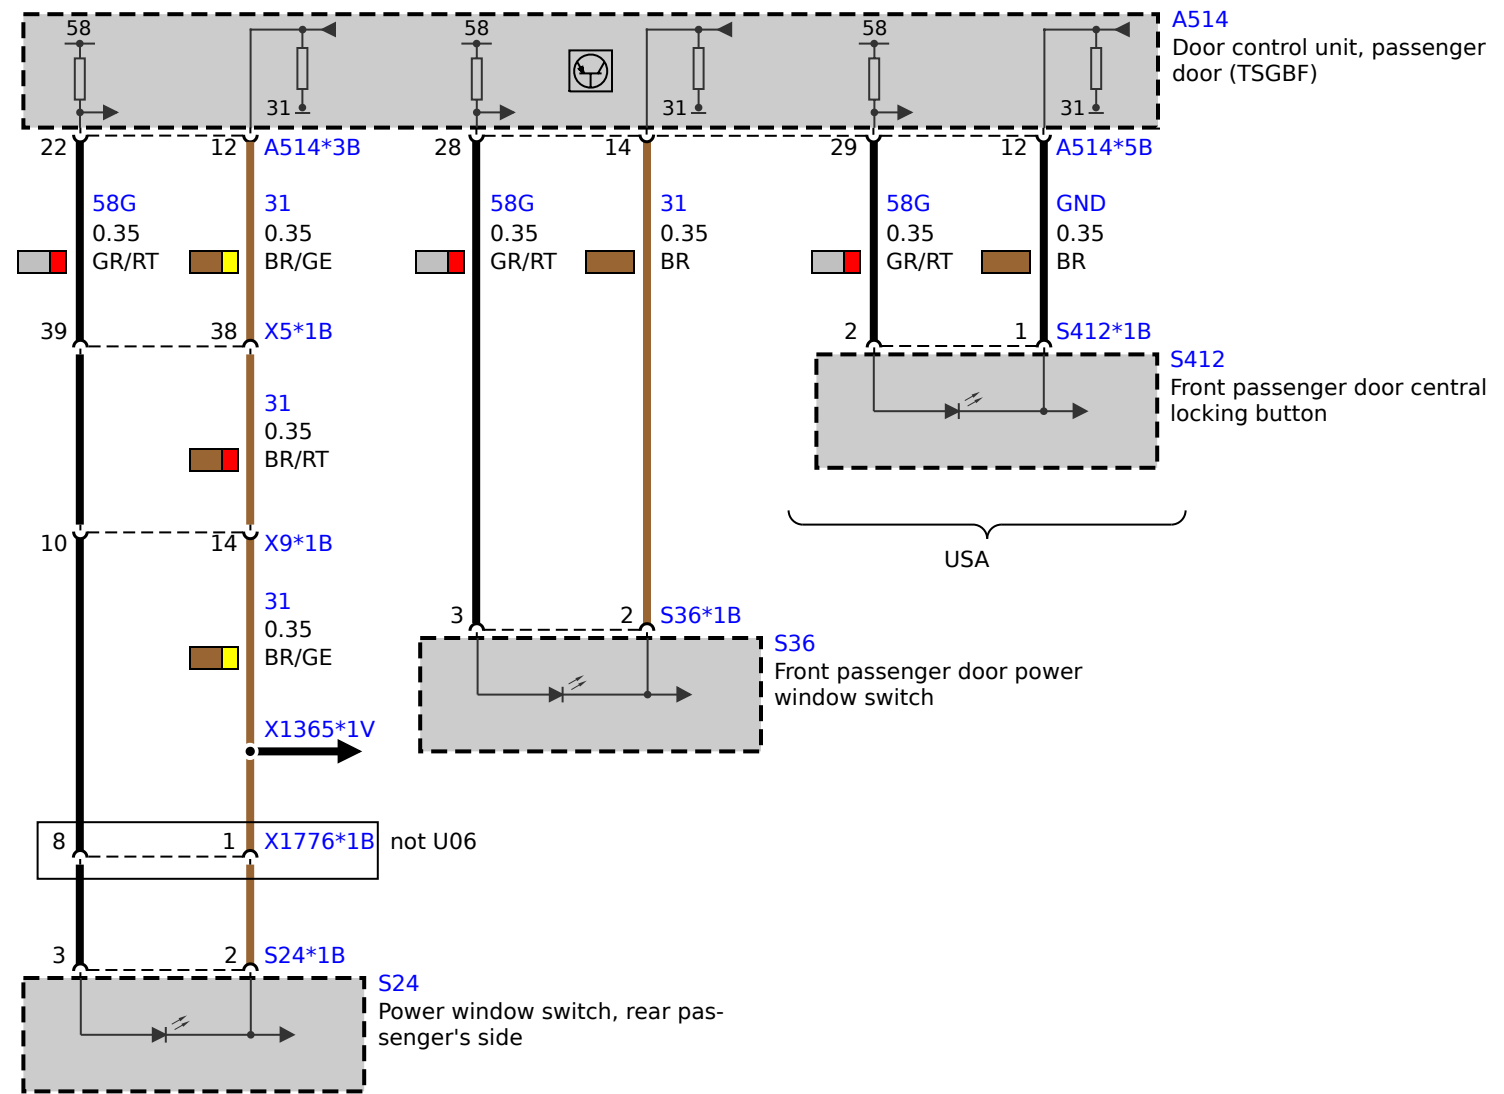 58
58
58
31
31
31
A514
Door control unit, passenger
door (TSGBF)
22
12
A514*3B
28
14
29
12
A514*5B
58G
0.35
GR/RT
31
0.35
BR/GE
58G
0.35
GR/RT
31
0.35
BR
58G
0.35
GR/RT
GND
0.35
BR
39
38
X5*1B
2
1
S412*1B
S412
Front passenger door central
locking button
31
0.35
BR/RT
USA
10
14
X9*1B
31
0.35
BR/GE
3
2
S36*1B
S36
Front passenger door power
window switch
X1365*1V
8
1
X1776*1B
not U06
3
2
S24*1B
S24
Power window switch, rear pas-
senger's side